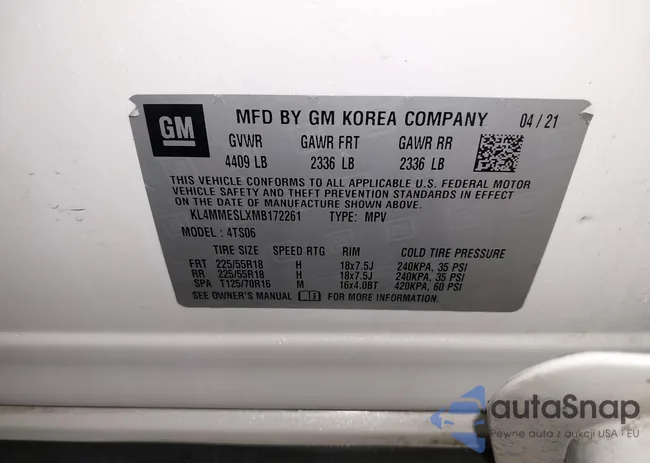 GM
MFD BY GM KOREA COMPANY 04 / 21
GVWR GAWR FRT GAWR RR
4409 LB 2336 LB 2336 LB
THIS VEHICLE CONFORMS TO ALL APPLICABLE U.S. FEDERAL MOTOR
VEHICLE SAFETY AND THEFT PREVENTION STANDARDS IN EFFECT
ON THE DATE OF MANUFACTURE SHOWN ABOVE.
KL4MMESLXMB172261 TYPE: MPV
MODEL : 4TS06
TIRE SIZE SPEED RTG RIM COLD TIRE PRESSURE
FRT 225/55R18 H 18x7.5J 240KPA, 35 PSI
RR 225/55R18 H 18x7.5J 240KPA, 35 PSI
SPA T125/70R16 M 16x4.0BT 420KPA, 60 PSI
SEE OWNER'S MANUAL FOR MORE INFORMATION.
autaSnap
Pewne auta z aukcji USA i EU